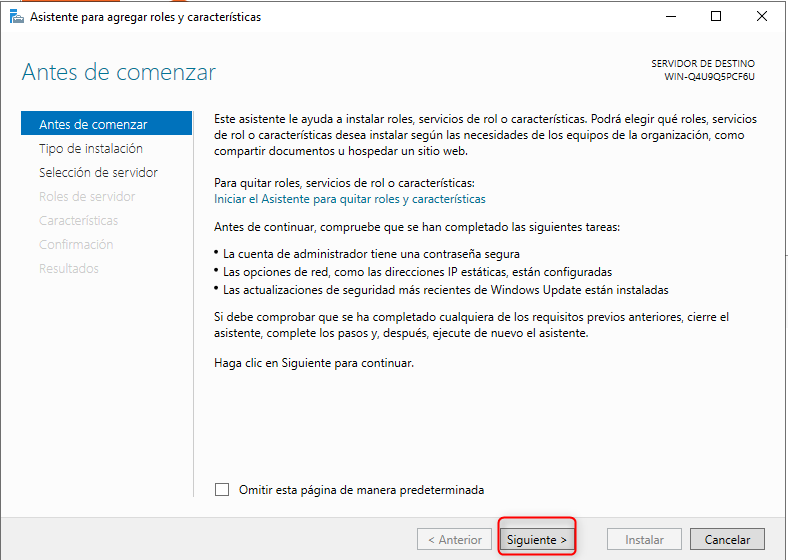 Asistente para agregar roles y características
Antes de comenzar
SERVIDOR DE DESTINO
WIN-Q4U9Q5PCF6U
Antes de comenzar
Tipo de instalación
Selección de servidor
Roles de servidor
Características
Confirmación
Resultados
Este asistente le ayuda a instalar roles, servicios de rol o características. Podrá elegir qué roles, servicios
de rol o características desea instalar según las necesidades de los equipos de la organización, como
compartir documentos u hospedar un sitio web.
Para quitar roles, servicios de rol o características:
Iniciar el Asistente para quitar roles y características
Antes de continuar, compruebe que se han completado las siguientes tareas:
• La cuenta de administrador tiene una contraseña segura
• Las opciones de red, como las direcciones IP estáticas, están configuradas
• Las actualizaciones de seguridad más recientes de Windows Update están instaladas
Si debe comprobar que se ha completado cualquiera de los requisitos previos anteriores, cierre el
asistente, complete los pasos y, después, ejecute de nuevo el asistente.
Haga clic en Siguiente para continuar.
Omitir esta página de manera predeterminada
< Anterior
Siguiente >
Instalar
Cancelar